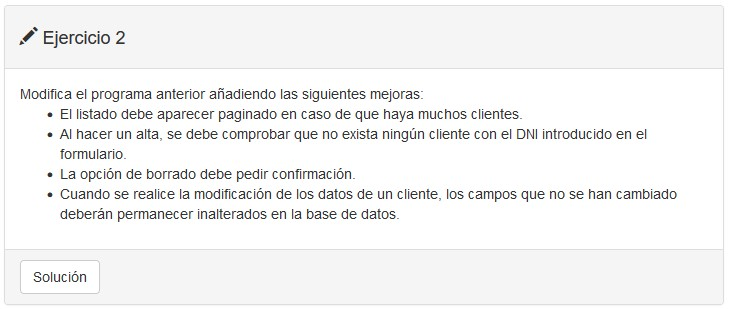 Ejercicio 2
Modifica el programa anterior añadiendo las siguientes mejoras:
• El listado debe aparecer paginado en caso de que haya muchos clientes.
• Al hacer un alta, se debe comprobar que no exista ningún cliente con el DNI introducido en el
formulario.
• La opción de borrado debe pedir confirmación.
• Cuando se realice la modificación de los datos de un cliente, los campos que no se han cambiado
deberán permanecer inalterados en la base de datos.
Solución